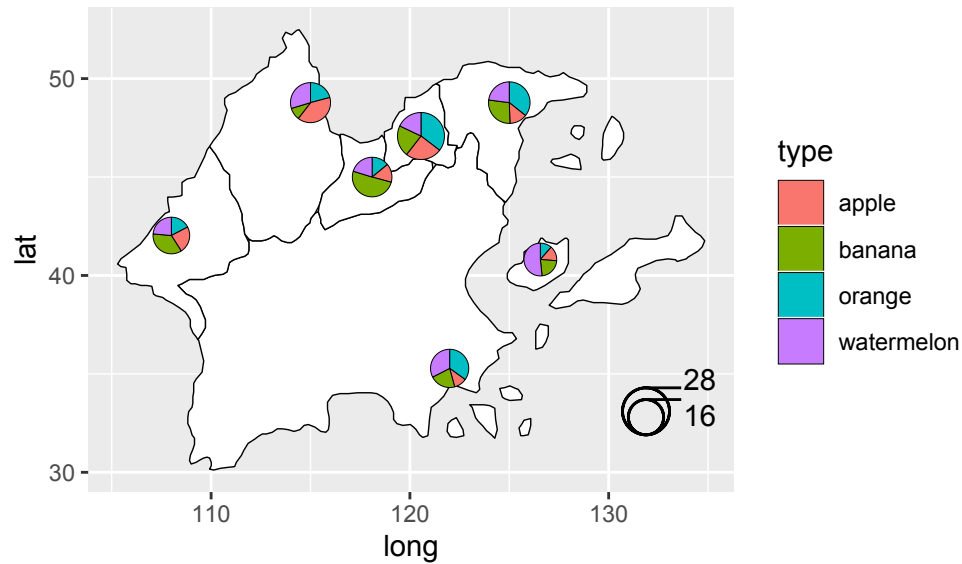 50
40
30
110
120
130
long
lat
28
16
type
apple
banana
orange
watermelon